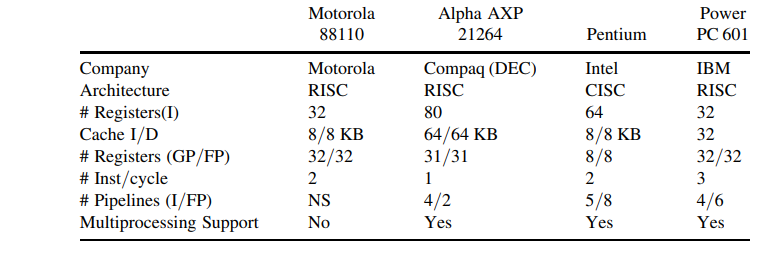 Motorola Alpha AXP Power
88110 21264 Pentium PC 601
Company Motorola Compaq (DEC) Intel IBM
Architecture RISC RISC CISC RISC
# Registers(I) 32 80 64 32
Cache I/D 8/8 KB 64/64 KB 8/8 KB 32
# Registers (GP/FP) 32/32 31/31 8/8 32/32
# Inst/cycle 2 1 2 3
# Pipelines (I/FP) NS 4/2 5/8 4/6
Multiprocessing Support No Yes Yes Yes